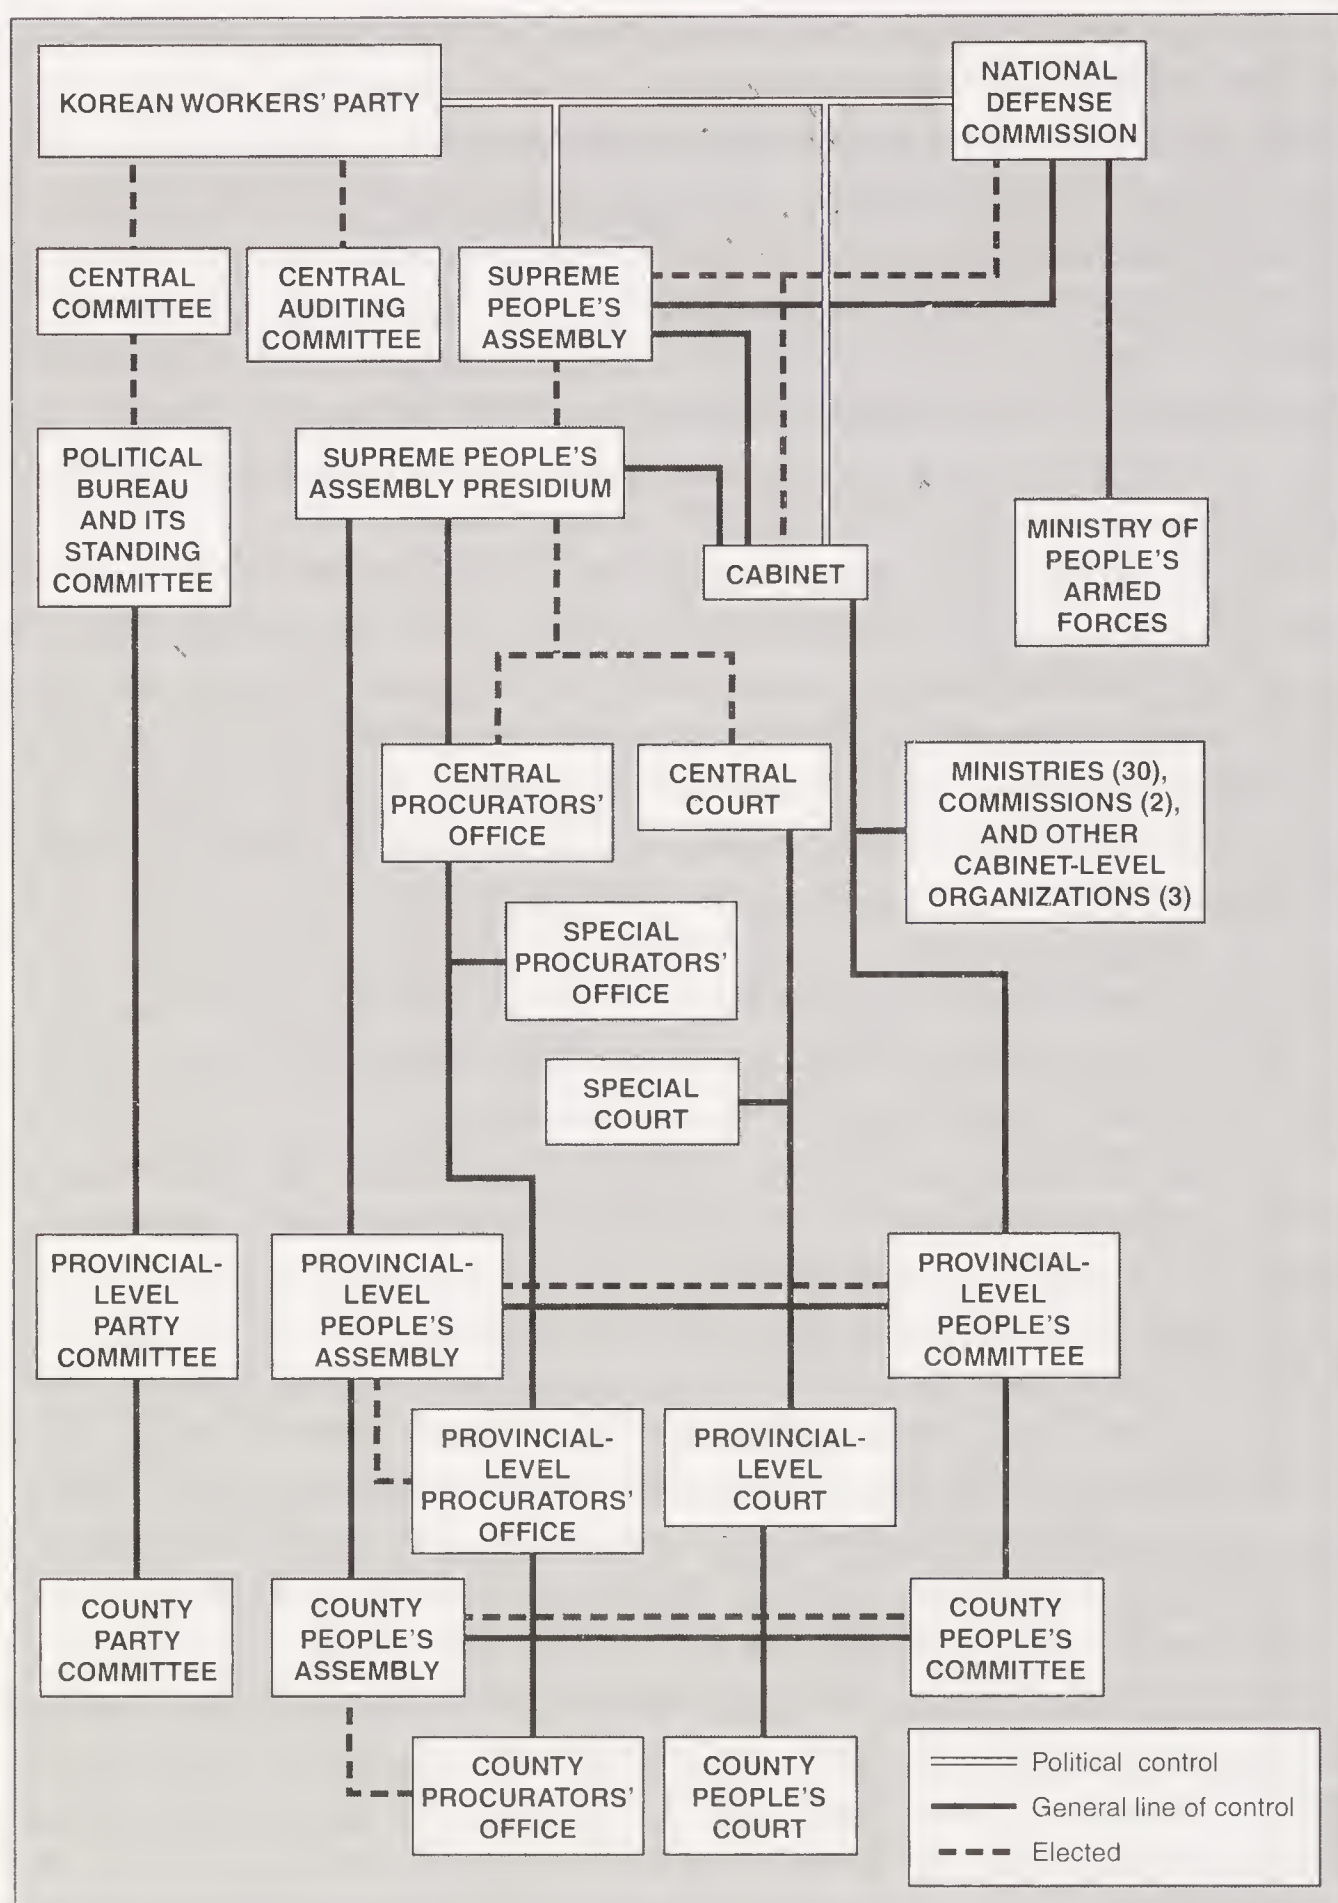 KOREAN WORKERS' PARTY
NATIONAL
DEFENSE
COMMISSION
CENTRAL
COMMITTEE
CENTRAL
AUDITING
COMMITTEE
SUPREME
PEOPLE'S
ASSEMBLY
POLITICAL
BUREAU
AND ITS
STANDING
COMMITTEE
SUPREME PEOPLE'S
ASSEMBLY PRESIDIUM
CABINET
MINISTRY OF
PEOPLE'S
ARMED
FORCES
CENTRAL
PROCURATORS'
OFFICE
CENTRAL
COURT
MINISTRIES (30),
COMMISSIONS (2),
AND OTHER
CABINET-LEVEL
ORGANIZATIONS (3)
SPECIAL
PROCURATORS'
OFFICE
SPECIAL
COURT
PROVINCIAL-
LEVEL
PARTY
COMMITTEE
PROVINCIAL-
LEVEL
PEOPLE'S
ASSEMBLY
PROVINCIAL-
LEVEL
PEOPLE'S
COMMITTEE
PROVINCIAL-
LEVEL
PROCURATORS'
OFFICE
PROVINCIAL-
LEVEL
COURT
COUNTY
PARTY
COMMITTEE
COUNTY
PEOPLE'S
ASSEMBLY
COUNTY
PEOPLE'S
COMMITTEE
COUNTY
PROCURATORS'
OFFICE
COUNTY
PEOPLE'S
COURT
Political control
General line of control
Elected